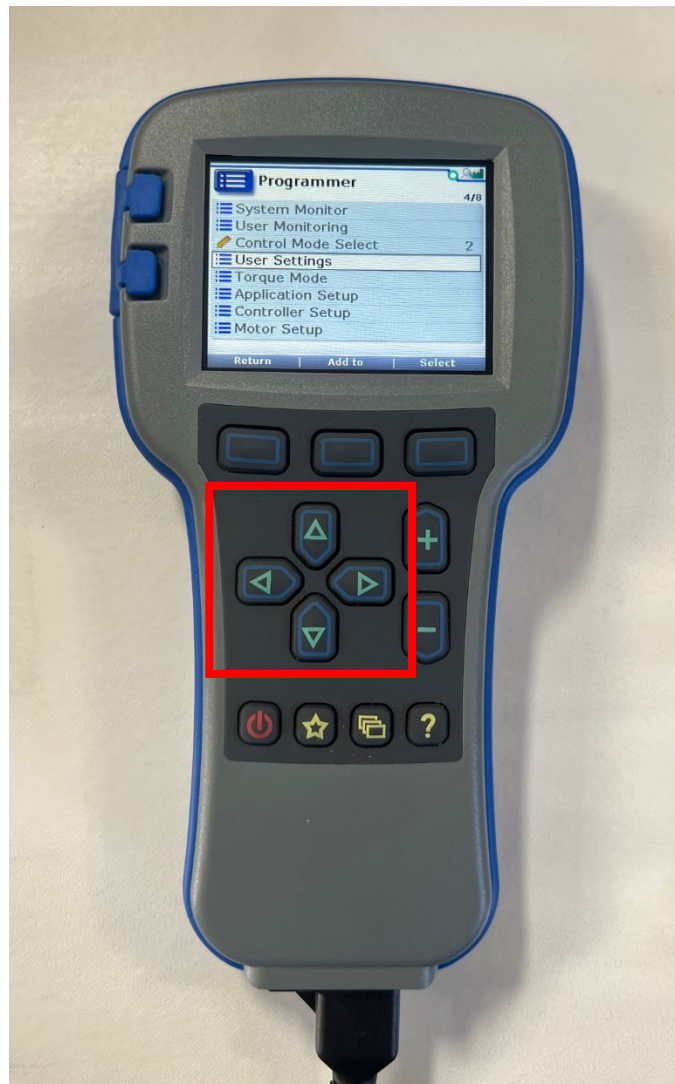 Programmer
4/8
System Monitor
User Monitoring
Control Mode Select 2
User Settings
Torque Mode
Application Setup
Controller Setup
Motor Setup
Return | Add to | Select
+
-
?